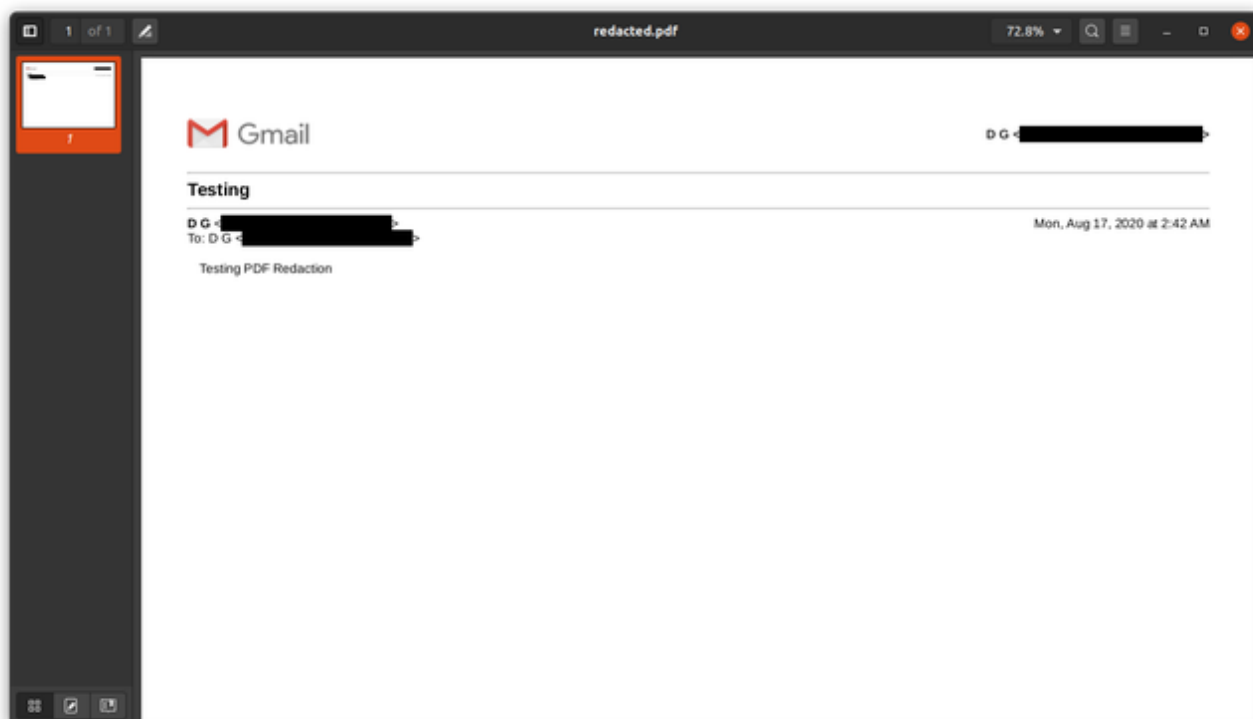 1 of 1
redacted.pdf
72.8%
1
Gmail
D G < >
Testing
D G < >
Mon, Aug 17, 2020 at 2:42 AM
To: D G < >
Testing PDF Redaction